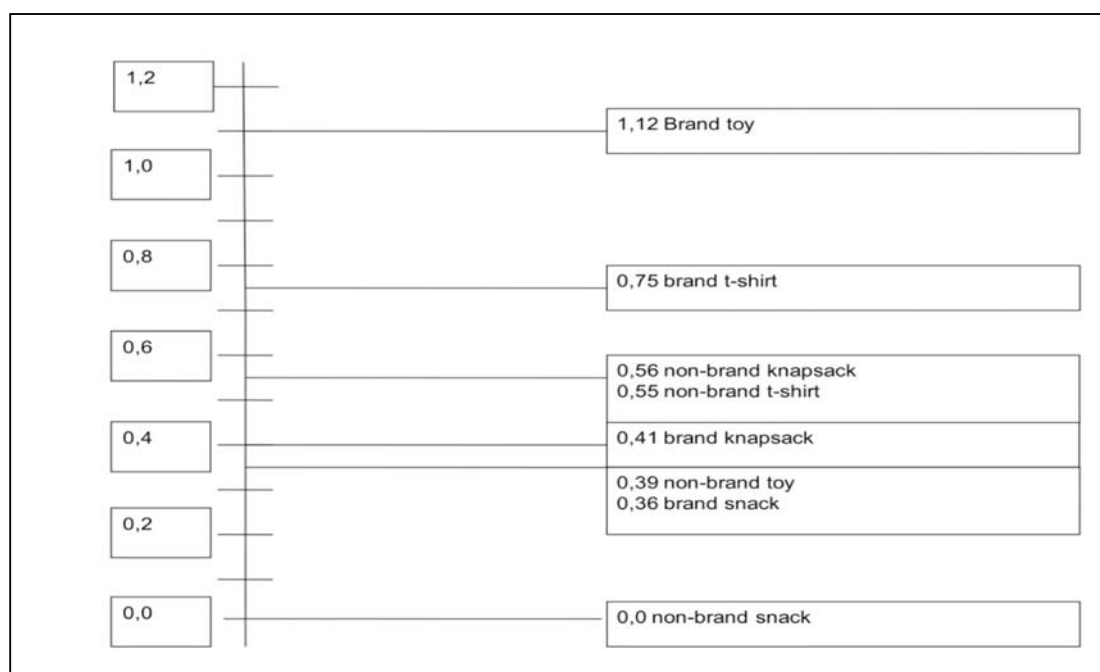 1,2
1,12 Brand toy
1,0
0,8
0,75 brand t-shirt
0,6
0,56 non-brand knapsack
0,55 non-brand t-shirt
0,4
0,41 brand knapsack
0,39 non-brand toy
0,36 brand snack
0,2
0,0
0,0 non-brand snack